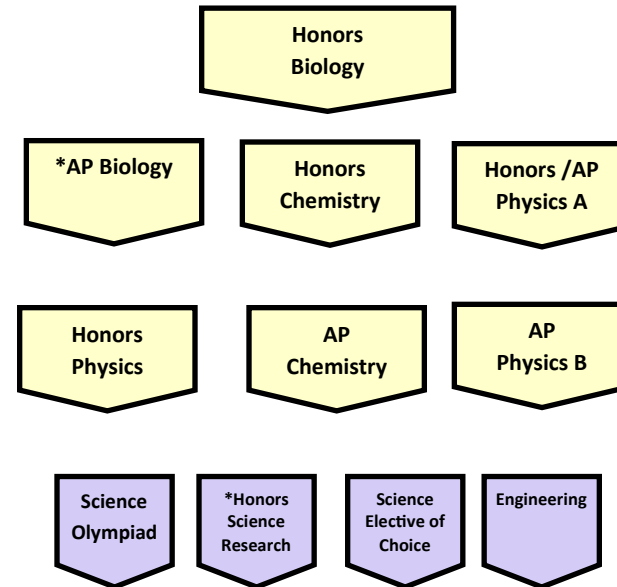 Honors
Biology
*AP Biology
Honors
Chemistry
Honors /AP
Physics A
Honors
Physics
AP
Chemistry
AP
Physics B
Science
Olympiad
*Honors
Science
Research
Science
Elective of
Choice
Engineering